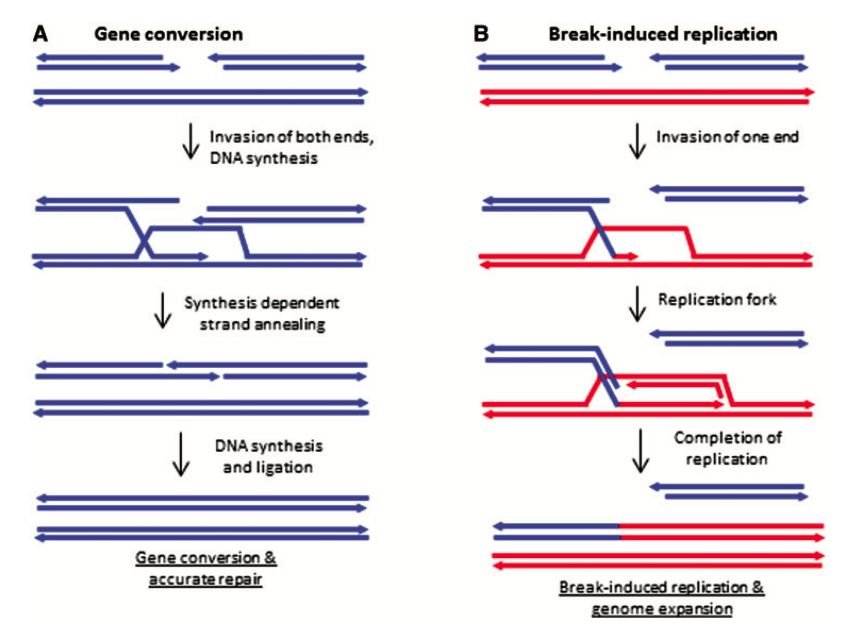 A
Gene conversion
Invasion of both ends,
DNA synthesis
Synthesis dependent
strand annealing
DNA synthesis
and ligation
Gene conversion &
accurate repair
B
Break-induced replication
Invasion of one end
Replication fork
Completion of
replication
Break-induced replication &
genome expansion